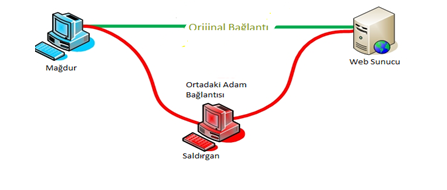 Orijinal Bağlantı
Mağdur
Web Sunucu
Ortadaki Adam
Bağlantısı
Saldırgan